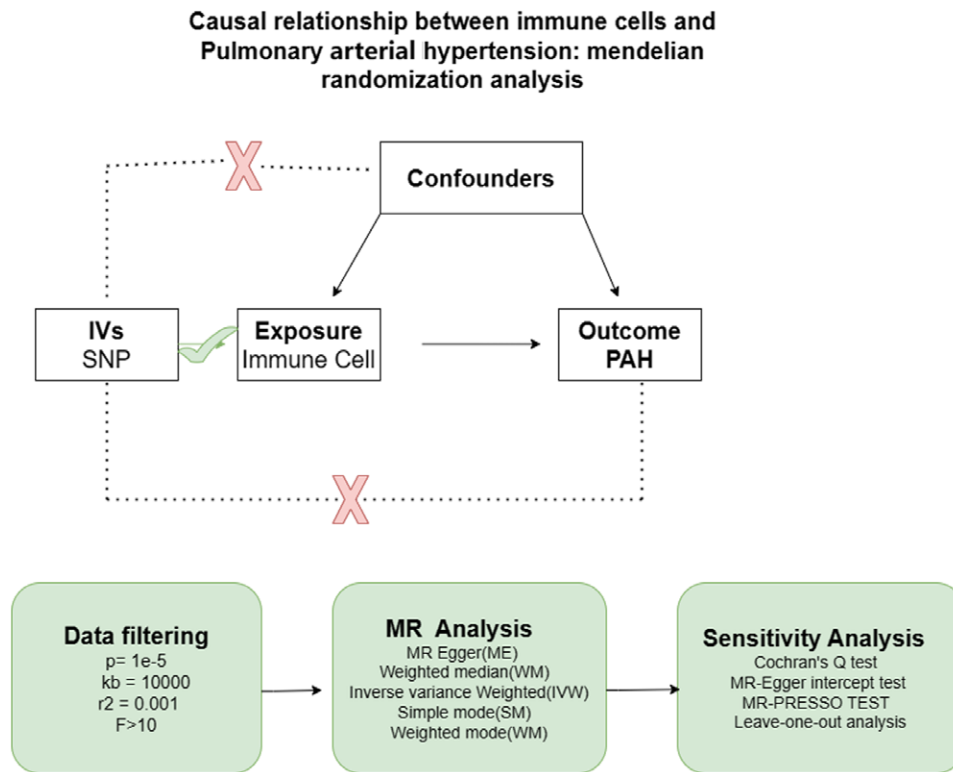 Causal relationship between immune cells and
Pulmonary arterial hypertension: mendelian
randomization analysis
Confounders
IVs
SNP
Exposure
Immune Cell
Outcome
PAH
Data filtering
p= 1e-5
kb = 10000
r2 = 0.001
F>10
MR Analysis
MR Egger(ME)
Weighted median(WM)
Inverse variance Weighted(IVW)
Simple mode(SM)
Weighted mode(WM)
Sensitivity Analysis
Cochran's Q test
MR-Egger intercept test
MR-PRESSO TEST
Leave-one-out analysis